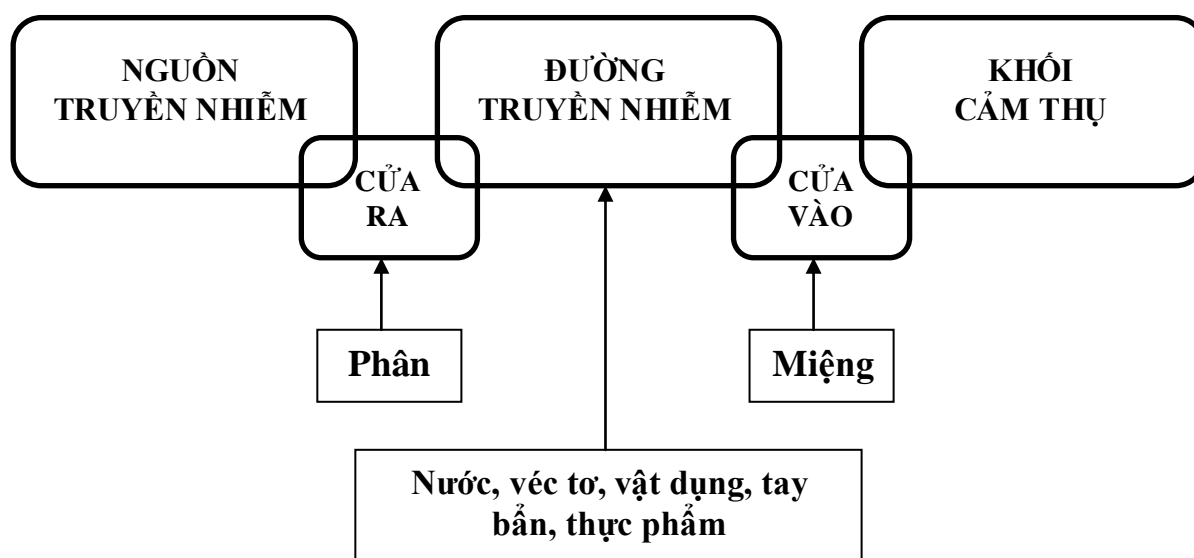 NGUỒN
TRUYỀN NHIỄM
ĐƯỜNG
TRUYỀN NHIỄM
KHỐI
CẢM THỤ
CỬA
RA
CỬA
VÀO
Phân
Miệng
Nước, véc tơ, vật dụng, tay
bẩn, thực phẩm